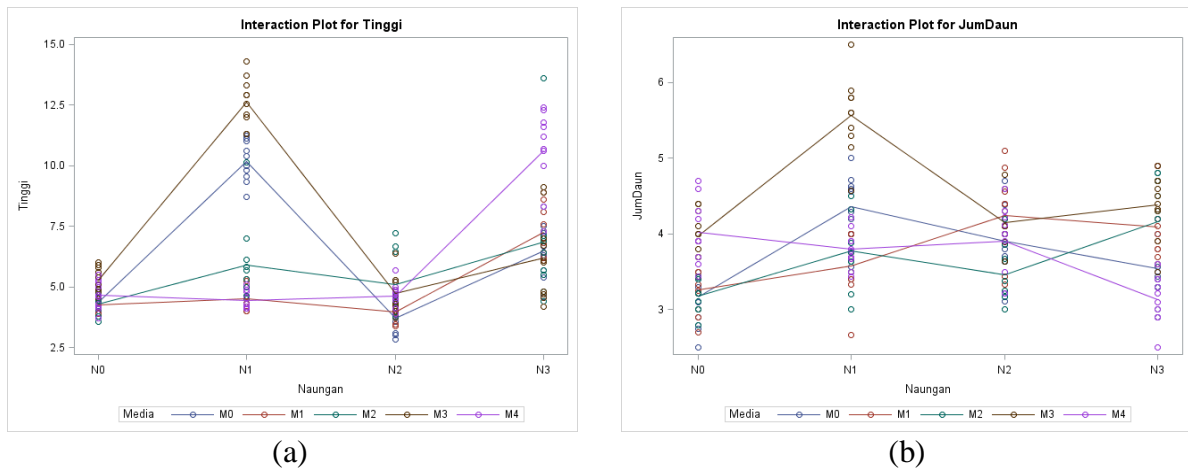 Interaction Plot for Tinggi
15.0
12.5
10.0
7.5
5.0
2.5
Tinggi
N0 N1 N2 N3
Naungan
Media M0 M1 M2 M3 M4
(a)
Interaction Plot for JumDaun
6
5
4
3
JumDaun
N0 N1 N2 N3
Naungan
Media M0 M1 M2 M3 M4
(b)